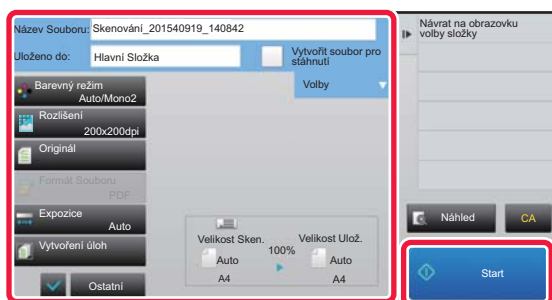 Název Souboru: Skenování_201540919_140842
Uloženo do: Hlavní Složka
Vytvořit soubor pro
stáhnutí
Volby
Barevný režim
Auto/Mono2
Rozlišení
200x200dpi
Originál
Formát Souboru
PDF
Expozice
Auto
Vytvoření úloh
Ostatní
Velikost Sken.
100%
Velikost Ulož.
Auto
Auto
A4
A4
Návrat na obrazovku
volby složky
Náhled
CA
Start